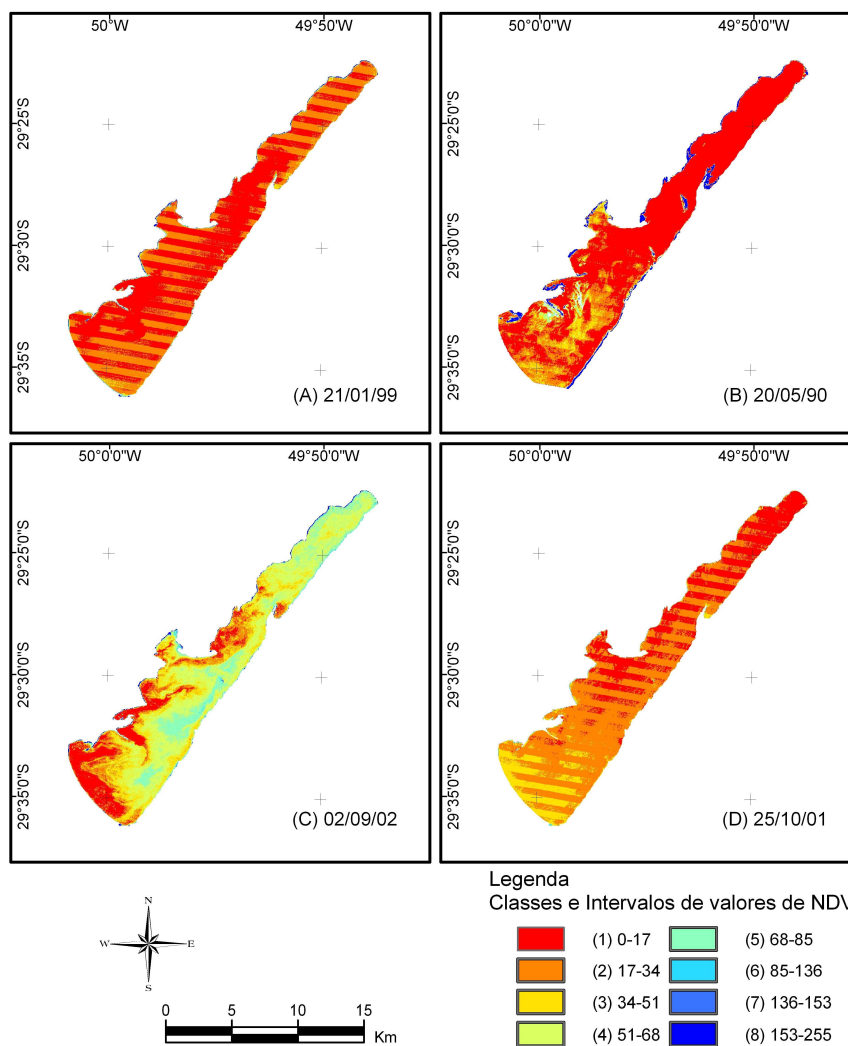 50°W 49°50'W
50°0'0"W 49°50'0"W
29°25'0"S
29°25'0"S
29°30'0"S
29°30'0"S
29°35'0"S
29°35'0"S
(A) 21/01/99
(B) 20/05/90
50°0'0"W 49°50'0"W
50°0'0"W 49°50'0"W
29°25'0"S
29°25'0"S
29°30'0"S
29°30'0"S
29°35'0"S
29°35'0"S
(C) 02/09/02
(D) 25/10/01
N
W E
S
0 5 10 15
Km
Legenda
Classes e Intervalos de valores de NDV
(1) 0-17
(2) 17-34
(3) 34-51
(4) 51-68
(5) 68-85
(6) 85-136
(7) 136-153
(8) 153-255